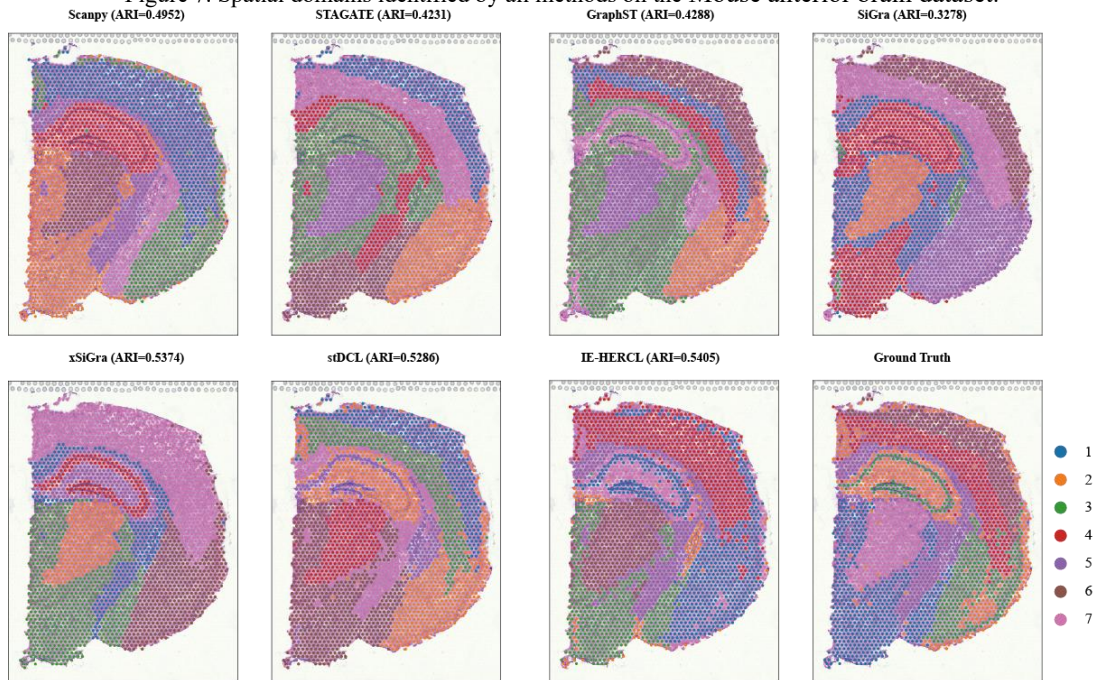 Figure 7: Spatial domains identified by all methods on the Mouse anterior brain dataset.
Scanpy (ARI=0.4952) STAGATE (ARI=0.4231) GraphST (ARI=0.4288) SiGra (ARI=0.3278)
xSiGra (ARI=0.5374) stDCL (ARI=0.5286) IE-HERCL (ARI=0.5405) Ground Truth
1
2
3
4
5
6
7